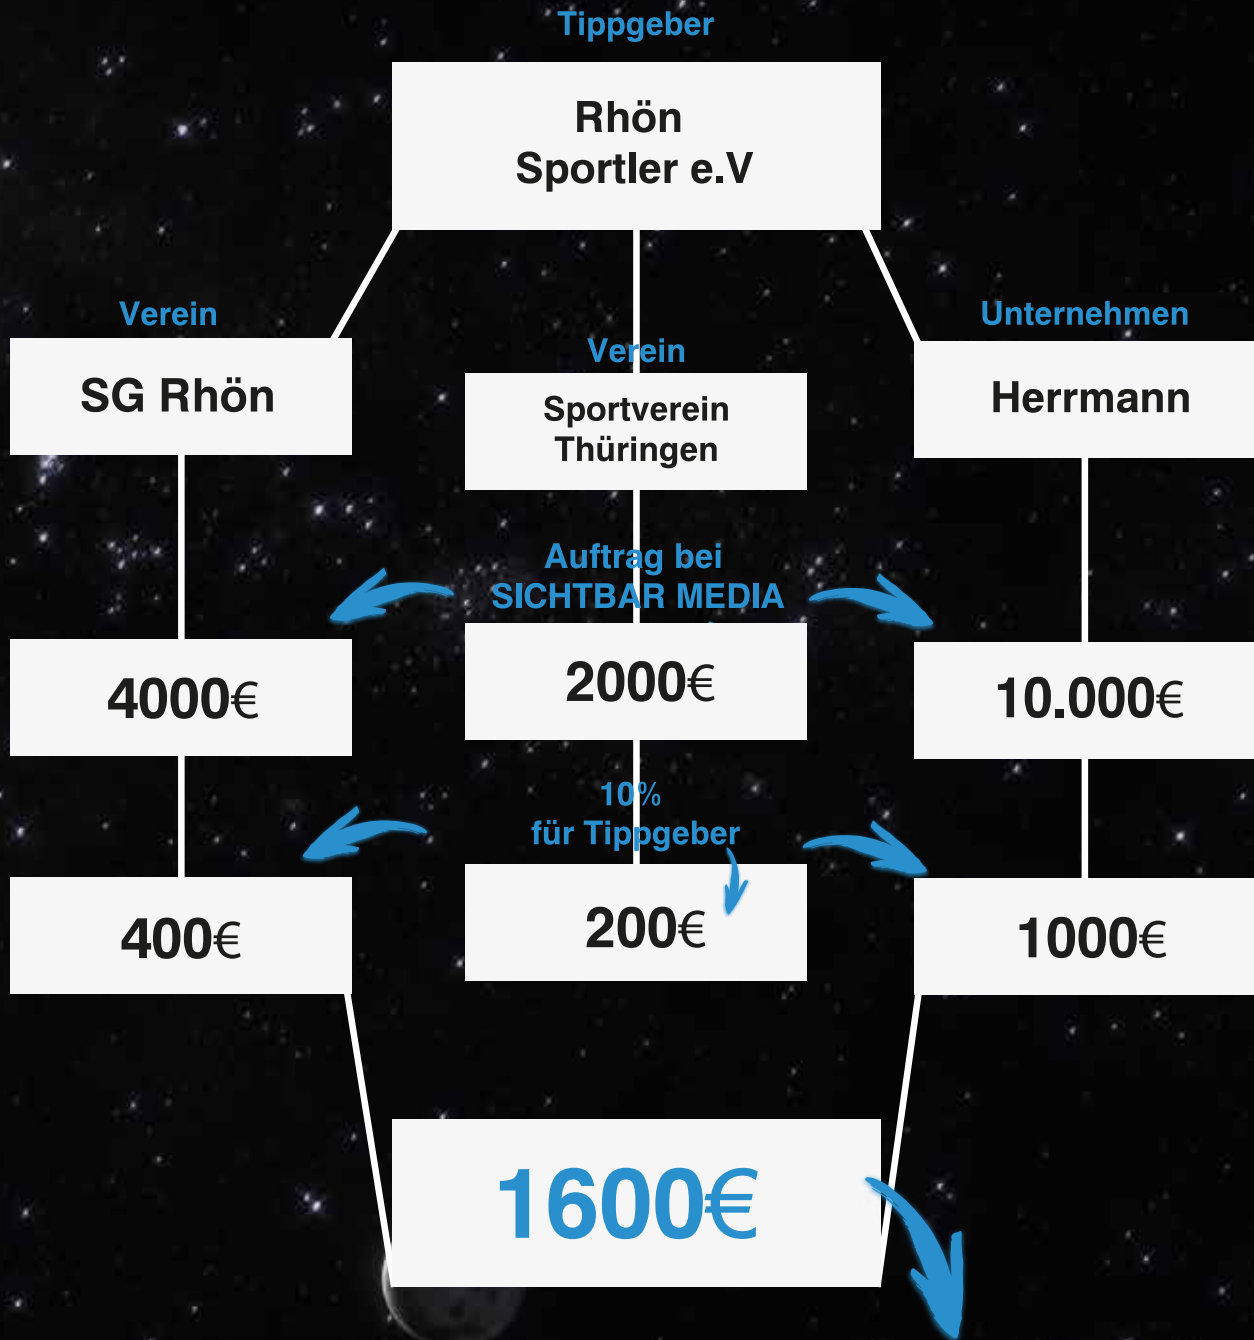 Tippgeber
Rhön
Sportler e.V
Verein
SG Rhön
Verein
Sportverein
Thüringen
Unternehmen
Herrmann
Auftrag bei
SICHTBAR MEDIA
4000€
2000€
10.000€
10%
für Tippgeber
400€
200€
1000€
1600€